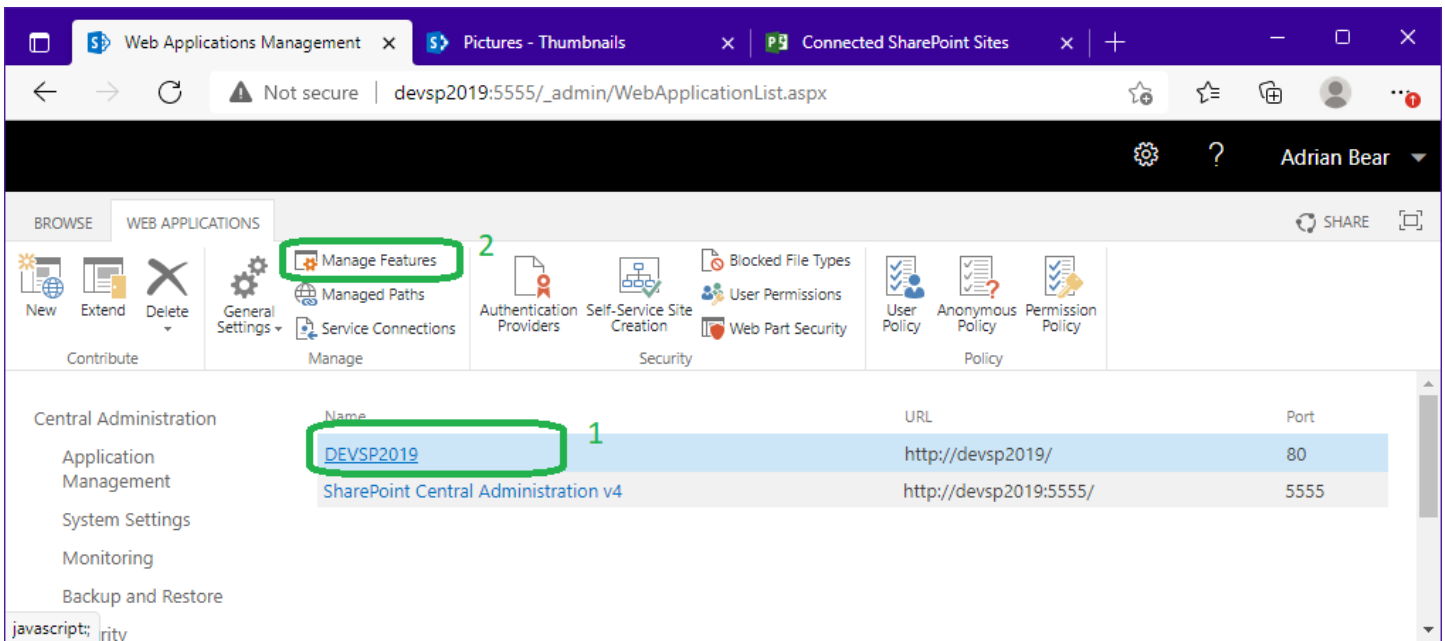 Web Applications Management
Pictures - Thumbnails
Connected SharePoint Sites
Not secure | devsp2019:5555/_admin/WebApplicationList.aspx
? Adrian Bear
BROWSE WEB APPLICATIONS SHARE
New Extend Delete
Contribute
General Settings
Manage Features
2
Managed Paths
Service Connections
Manage
Authentication Providers
Self-Service Site Creation
Blocked File Types
User Permissions
Web Part Security
Security
User Policy
Anonymous Policy
Permission Policy
Policy
Central Administration
Application Management
System Settings
Monitoring
Backup and Restore
rity
Name URL Port
DEVSP2019 http://devsp2019/ 80
1
SharePoint Central Administration v4 http://devsp2019:5555/ 5555
javascript:;